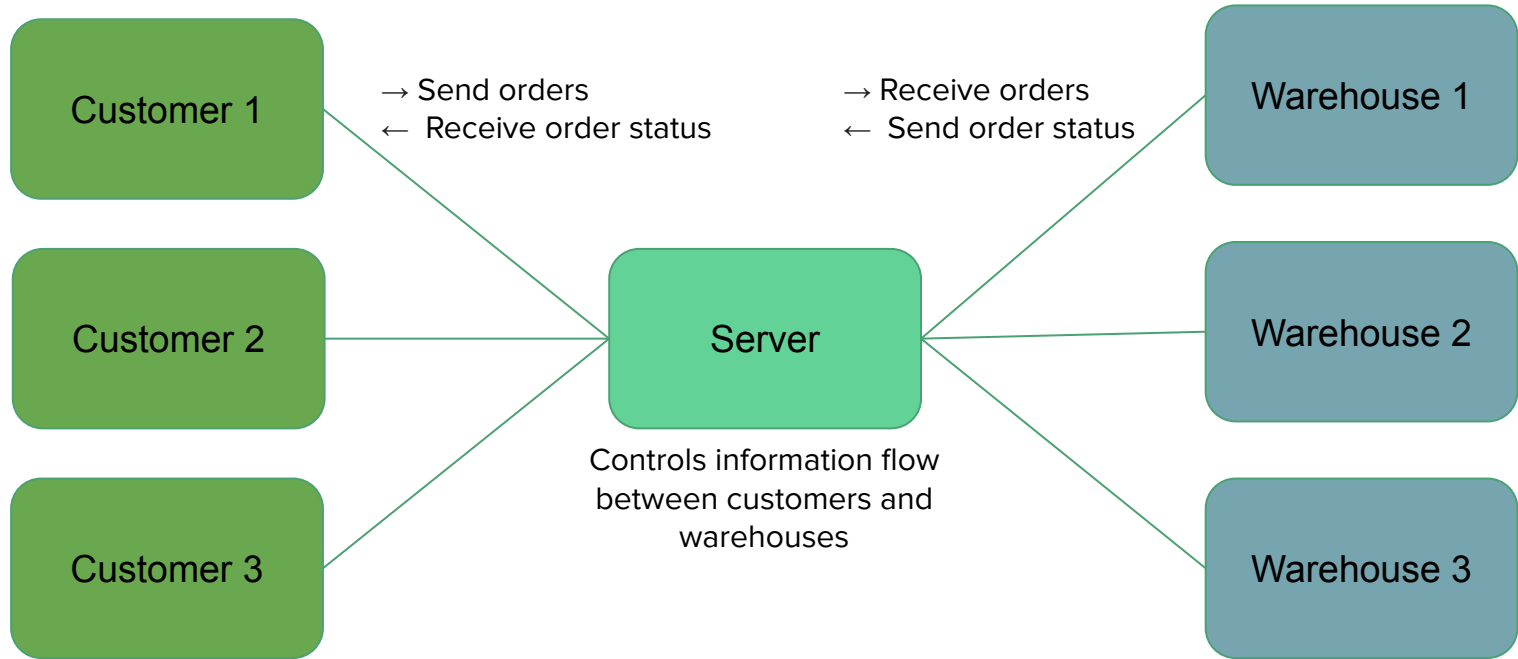 Customer 1
→ Send orders
← Receive order status
→ Receive orders
← Send order status
Warehouse 1
Customer 2
Server
Warehouse 2
Controls information flow
between customers and
warehouses
Customer 3
Warehouse 3